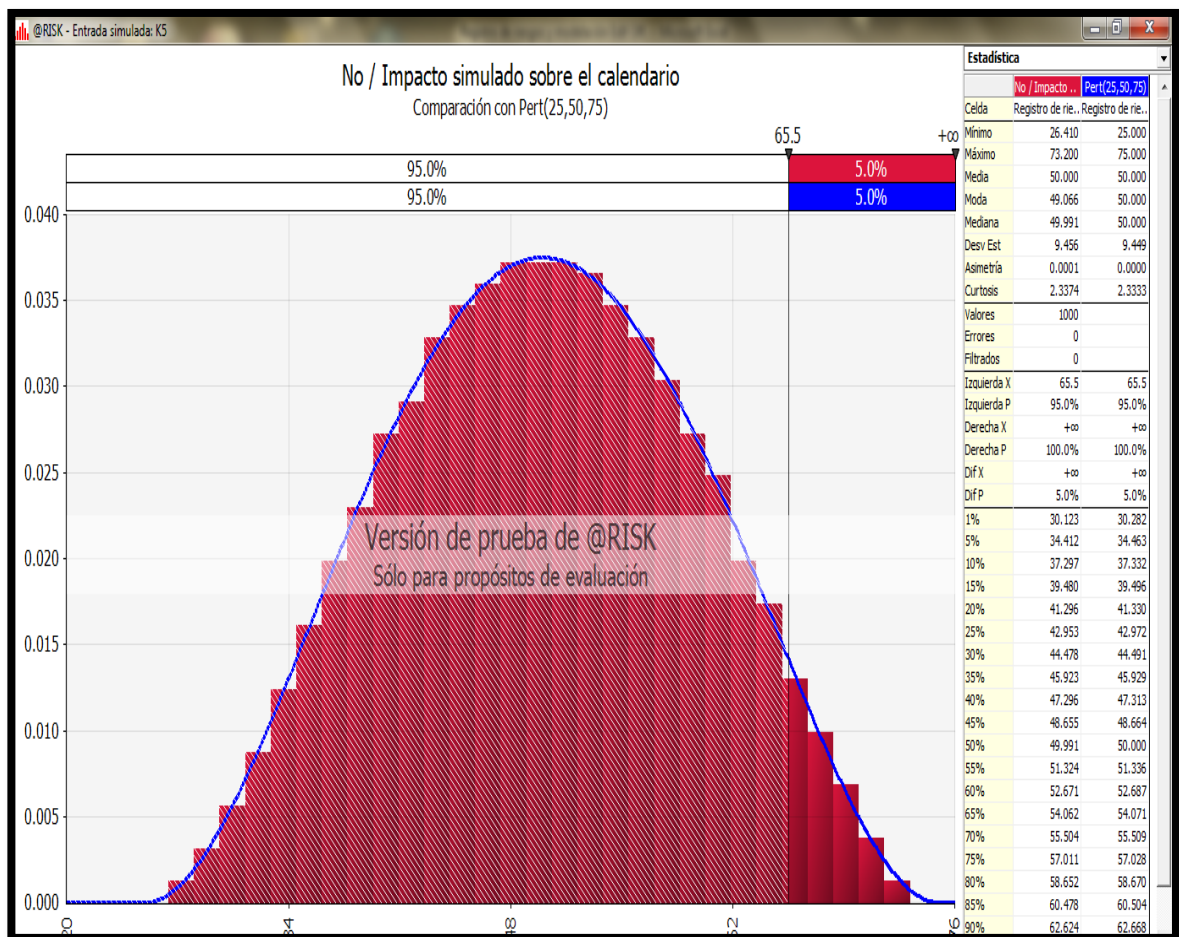 @RISK - Entrada simulada: K5
No / Impacto simulado sobre el calendario
Comparación con Pert(25,50,75)
65.5 +∞
95.0% 5.0%
95.0% 5.0%
0.040
0.035
0.030
0.025
0.020
0.015
0.010
0.005
0.000
Versión de prueba de @RISK
Sólo para propósitos de evaluación
20 34 48 62 76
Estadística
No / Impacto .. Pert(25,50,75)
Celda Registro de rie.. Registro de rie..
Mínimo 26.410 25.000
Máximo 73.200 75.000
Media 50.000 50.000
Moda 49.066 50.000
Mediana 49.991 50.000
Desv Est 9.456 9.449
Asimetría 0.0001 0.0000
Curtosis 2.3374 2.3333
Valores 1000
Errores 0
Filtrados 0
Izquierda X 65.5 65.5
Izquierda P 95.0% 95.0%
Derecha X +∞ +∞
Derecha P 100.0% 100.0%
Dif X +∞ +∞
Dif P 5.0% 5.0%
1% 30.123 30.282
5% 34.412 34.463
10% 37.297 37.332
15% 39.480 39.496
20% 41.296 41.330
25% 42.953 42.972
30% 44.478 44.491
35% 45.923 45.929
40% 47.296 47.313
45% 48.655 48.664
50% 49.991 50.000
55% 51.324 51.336
60% 52.671 52.687
65% 54.062 54.071
70% 55.504 55.509
75% 57.011 57.028
80% 58.652 58.670
85% 60.478 60.504
90% 62.624 62.668